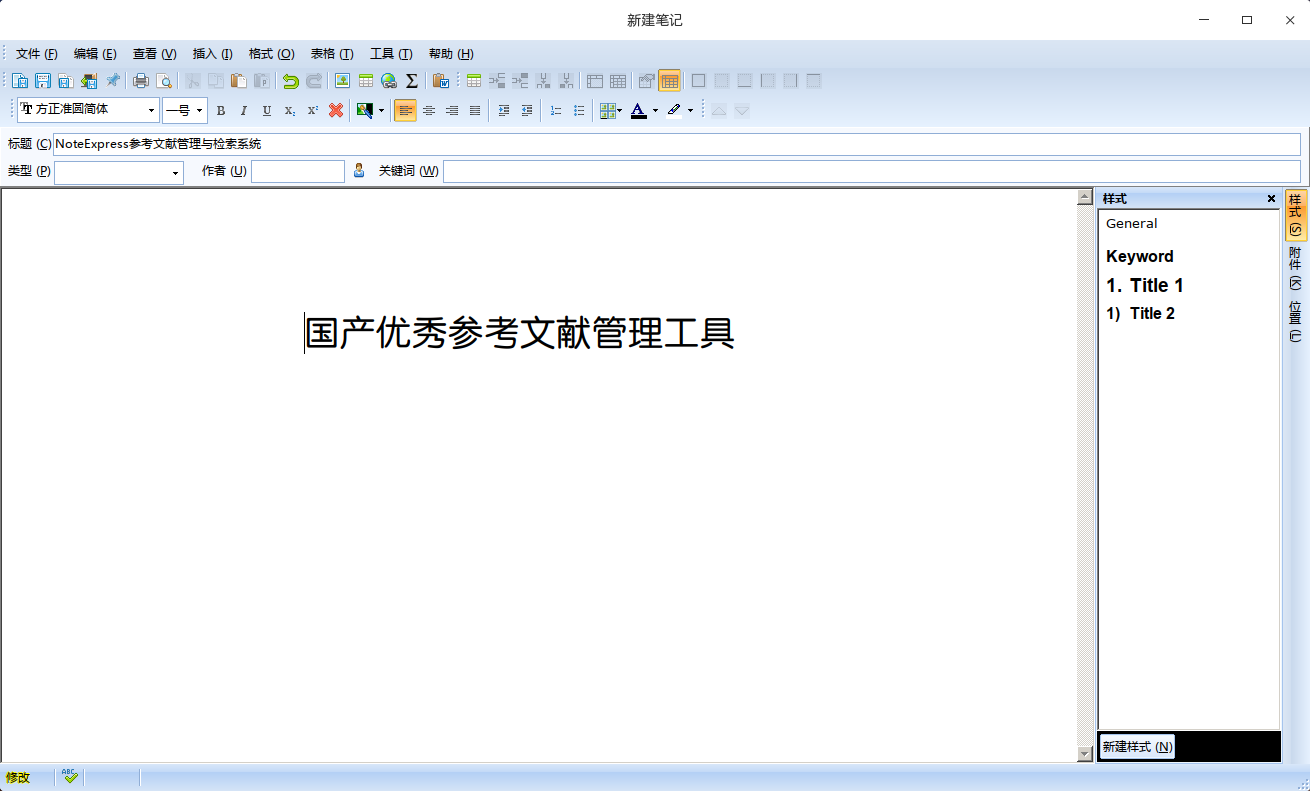 新建笔记
文件 (F) 编辑 (E) 查看 (V) 插入 (I) 格式 (O) 表格 (T) 工具 (T) 帮助 (H)
方正准圆简体 一号 B I U X₂ X² A
标题 (C) NoteExpress参考文献管理与检索系统
类型 (P) 作者 (U) 关键词 (W)
国产优秀参考文献管理工具
样式
General
Keyword
1. Title 1
1) Title 2
新建样式 (N)
样式 (S)
附件 (K)
位置 (L)
修改 ABC